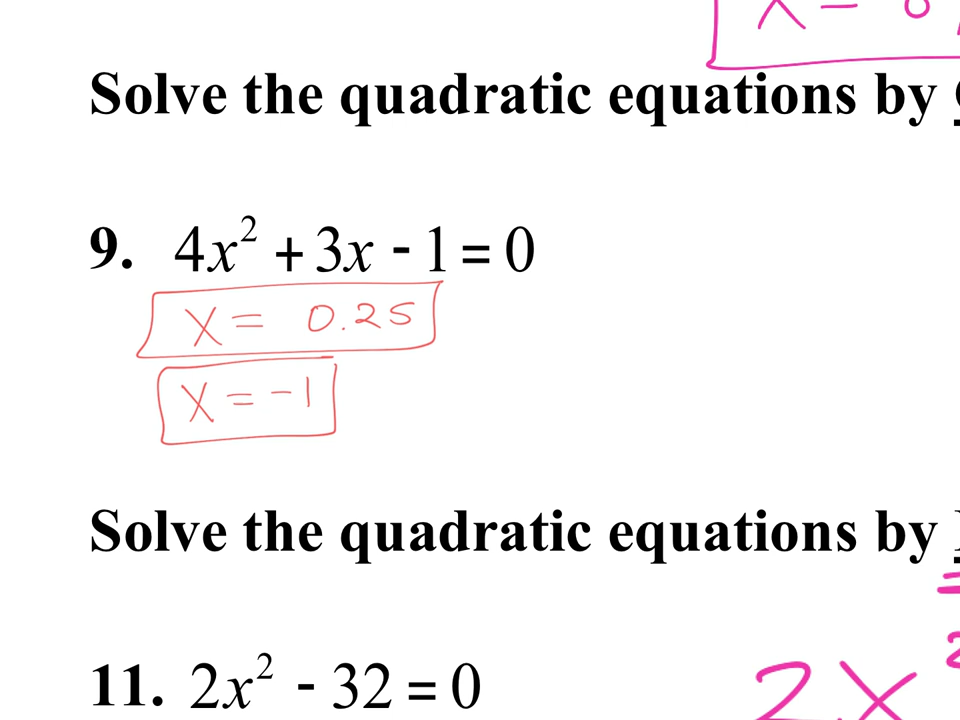 x =
Solve the quadratic equations by
9. 4x² + 3x - 1 = 0
x = 0.25
x = -1
Solve the quadratic equations by
11. 2x² - 32 = 0
2x²